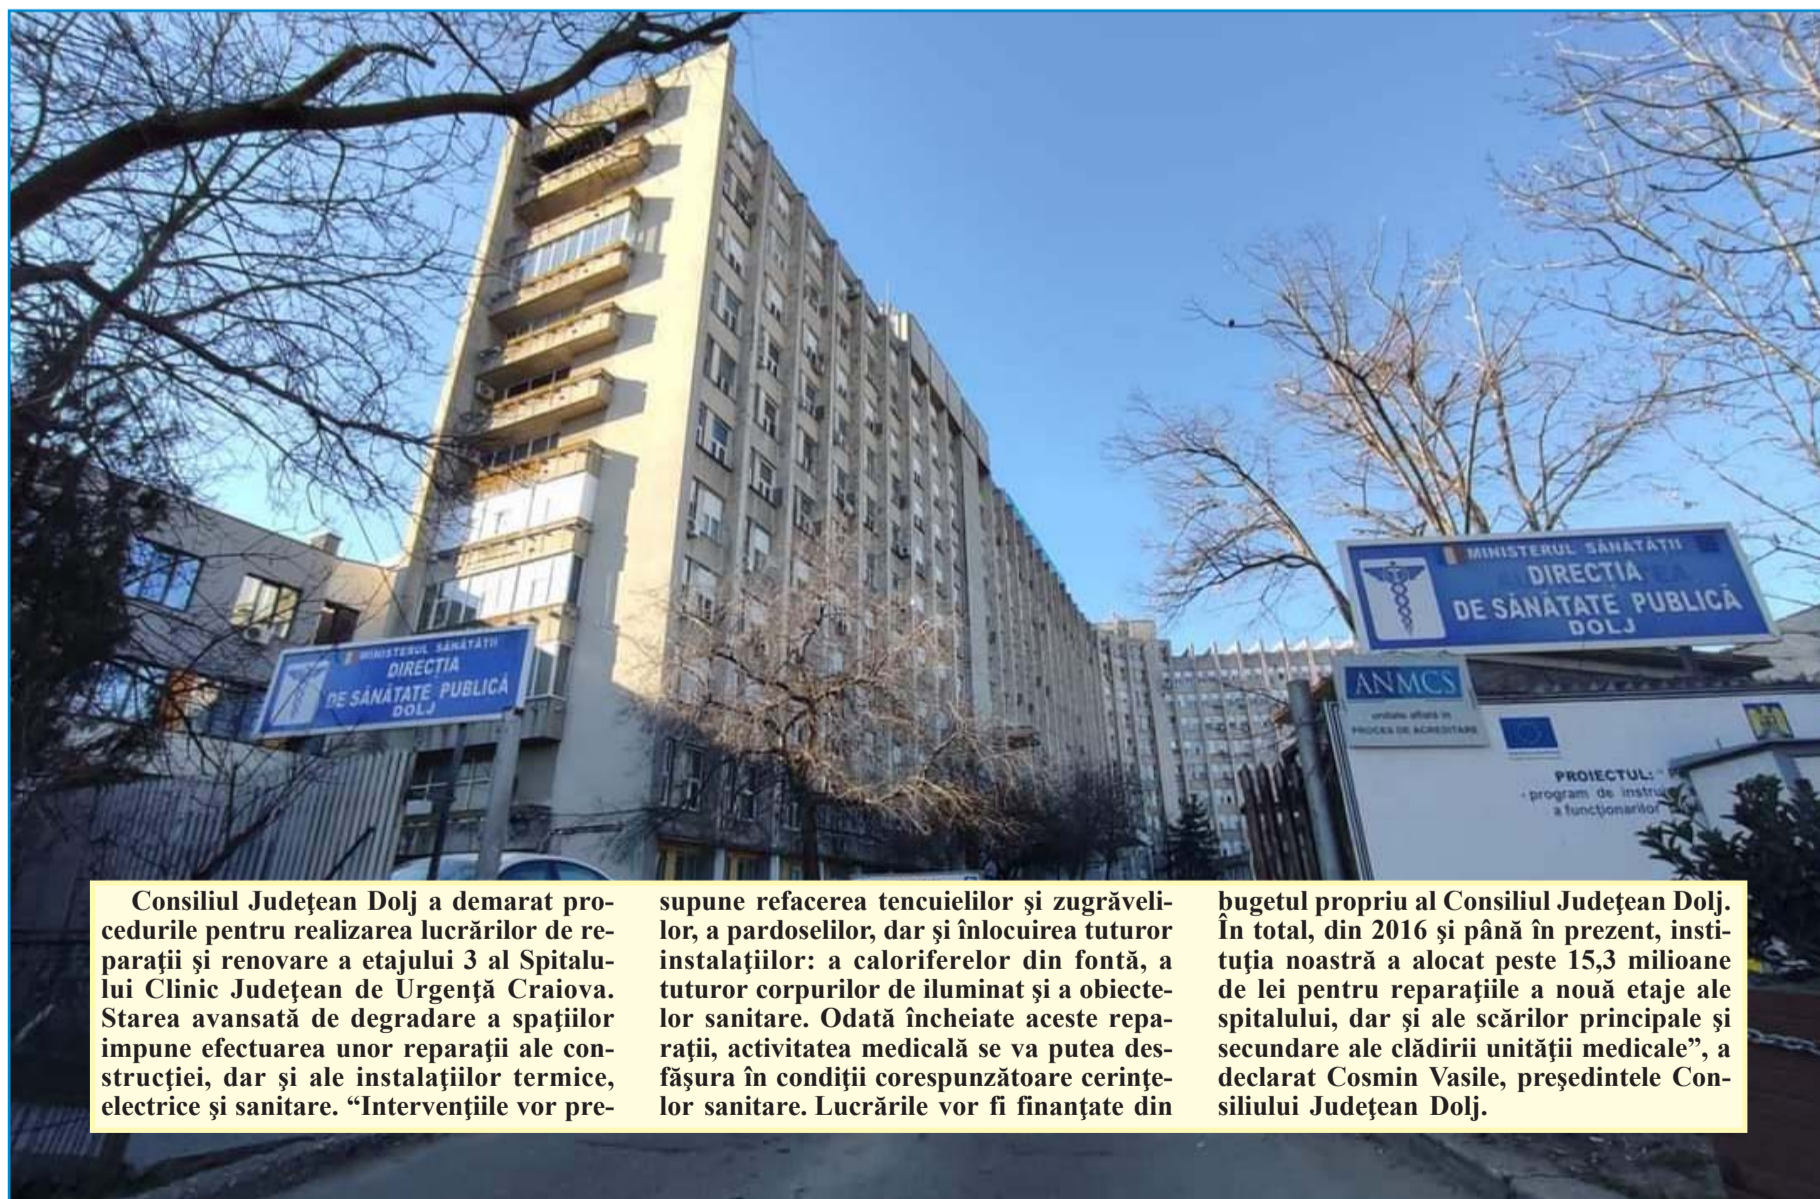 MINISTERUL SĂNĂTĂŢII
DIRECŢIA
DE SĂNĂTATE PUBLICĂ
DOLJ
MINISTERUL SĂNĂTĂŢII
DIRECŢIA
DE SĂNĂTATE PUBLICĂ
DOLJ
ANMCS
unitate aflată în
PROCES DE ACREDITARE
PROIECTUL:
- program de
a funcţionarilor
Consiliul Judeţean Dolj a demarat pro-
cedurile pentru realizarea lucrărilor de re-
paraţii şi renovare a etajului 3 al Spitalu-
lui Clinic Judeţean de Urgenţă Craiova.
Starea avansată de degradare a spaţiilor
impune efectuarea unor reparaţii ale con-
strucţiei, dar şi ale instalaţiilor termice,
electrice şi sanitare. “Intervenţiile vor pre-
supune refacerea tencuielilor şi zugrăveli-
lor, a pardoselilor, dar şi înlocuirea tuturor
instalaţiilor: a caloriferelor din fontă, a
tuturor corpurilor de iluminat şi a obiecte-
lor sanitare. Odată încheiate aceste repa-
raţii, activitatea medicală se va putea des-
făşura în condiţii corespunzătoare cerinţe-
lor sanitare. Lucrările vor fi finanţate din
bugetul propriu al Consiliul Judeţean Dolj.
În total, din 2016 şi până în prezent, insti-
tuţia noastră a alocat peste 15,3 milioane
de lei pentru reparaţiile a nouă etaje ale
spitalului, dar şi ale scărilor principale şi
secundare ale clădirii unităţii medicale”, a
declarat Cosmin Vasile, preşedintele Con-
siliului Judeţean Dolj.